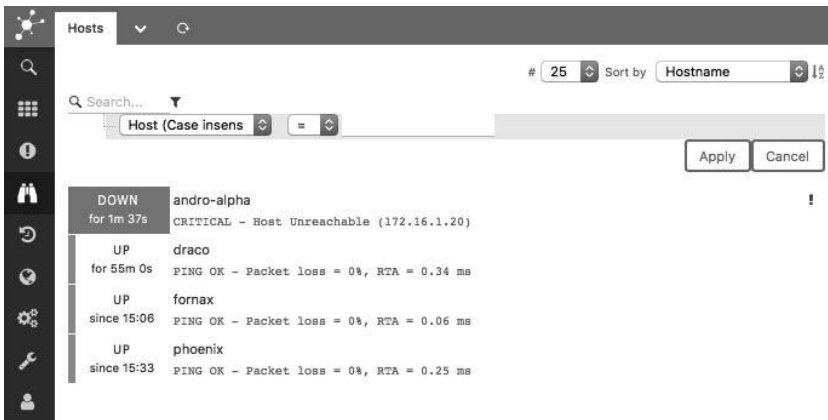 Hosts
# 25 Sort by Hostname
Search...
Host (Case insens =
Apply Cancel
DOWN andro-alpha
for 1m 37s CRITICAL - Host Unreachable (172.16.1.20)
UP draco
for 55m 0s PING OK - Packet loss = 0%, RTA = 0.34 ms
UP fornax
since 15:06 PING OK - Packet loss = 0%, RTA = 0.06 ms
UP phoenix
since 15:33 PING OK - Packet loss = 0%, RTA = 0.25 ms